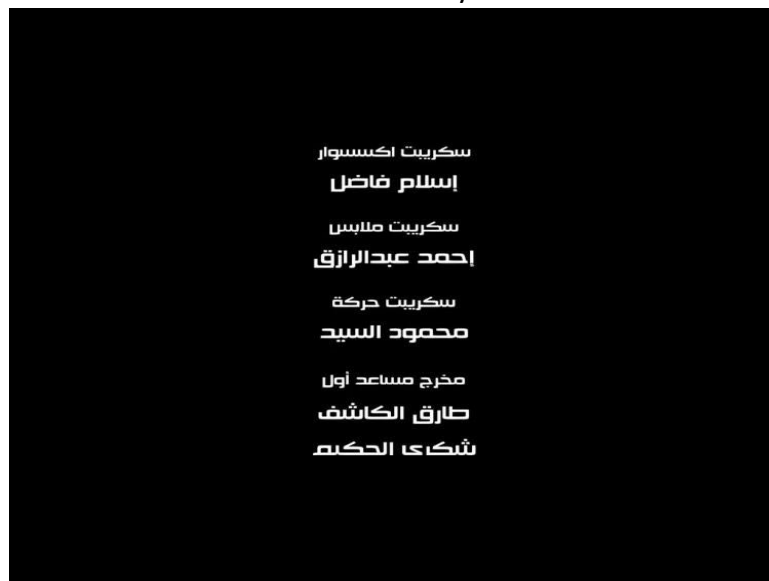 سكريبت اكسسوار
إسلام فاضل
سكريبت ملابس
إحمد عبدالرازق
سكريبت حركة
محمود السيد
مخرج مساعد أول
طارق الكاشف
شكرى الحكيم